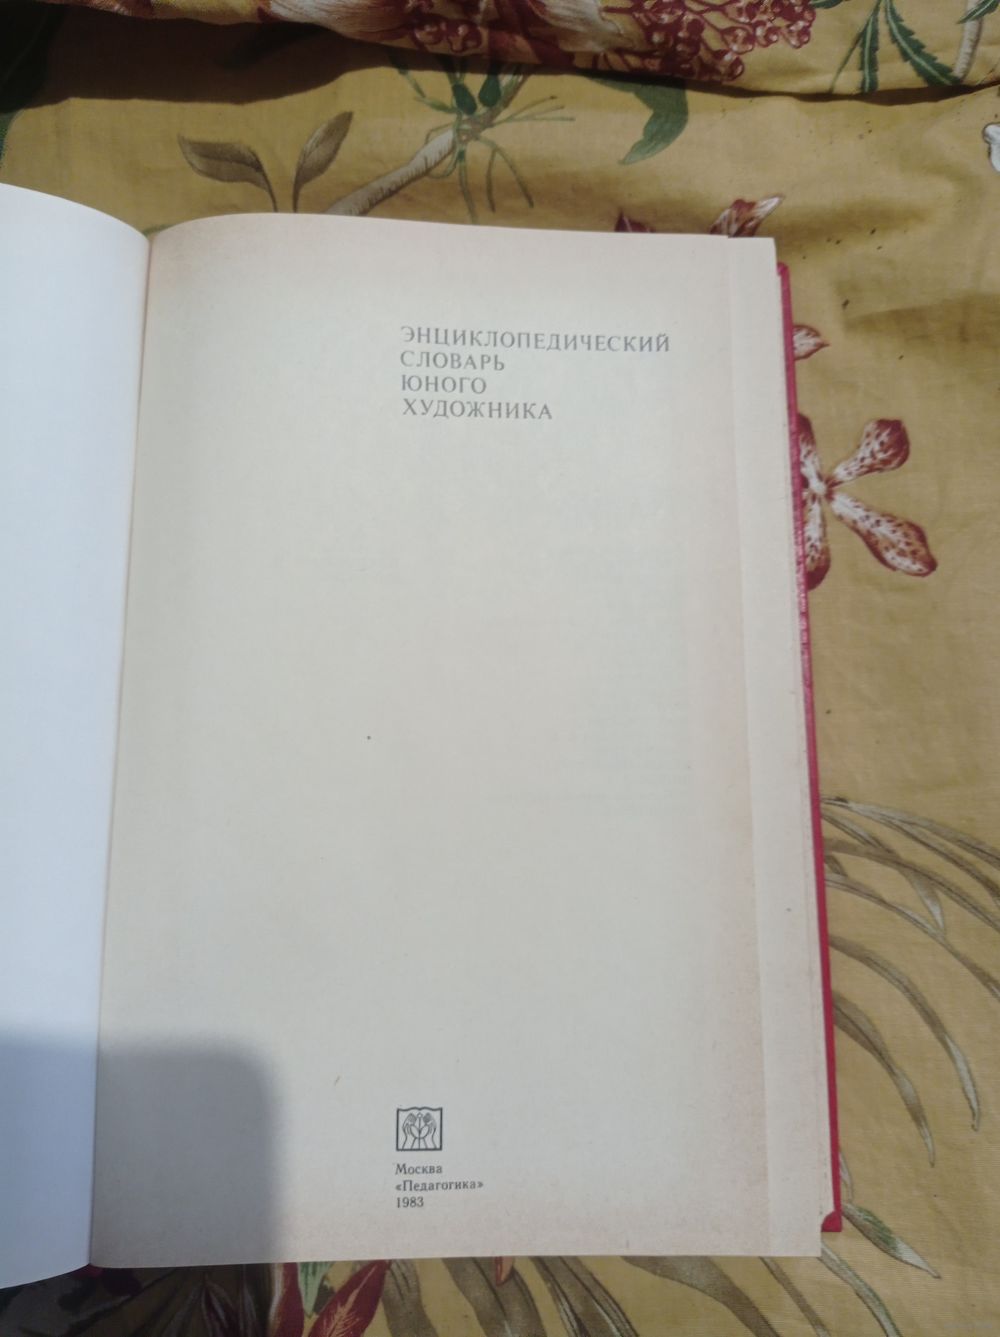 ЭНЦИКЛОПЕДИЧЕСКИЙ
СЛОВАРЬ
ЮНОГО
ХУДОЖНИКА
Москва
«Педагогика»
1983